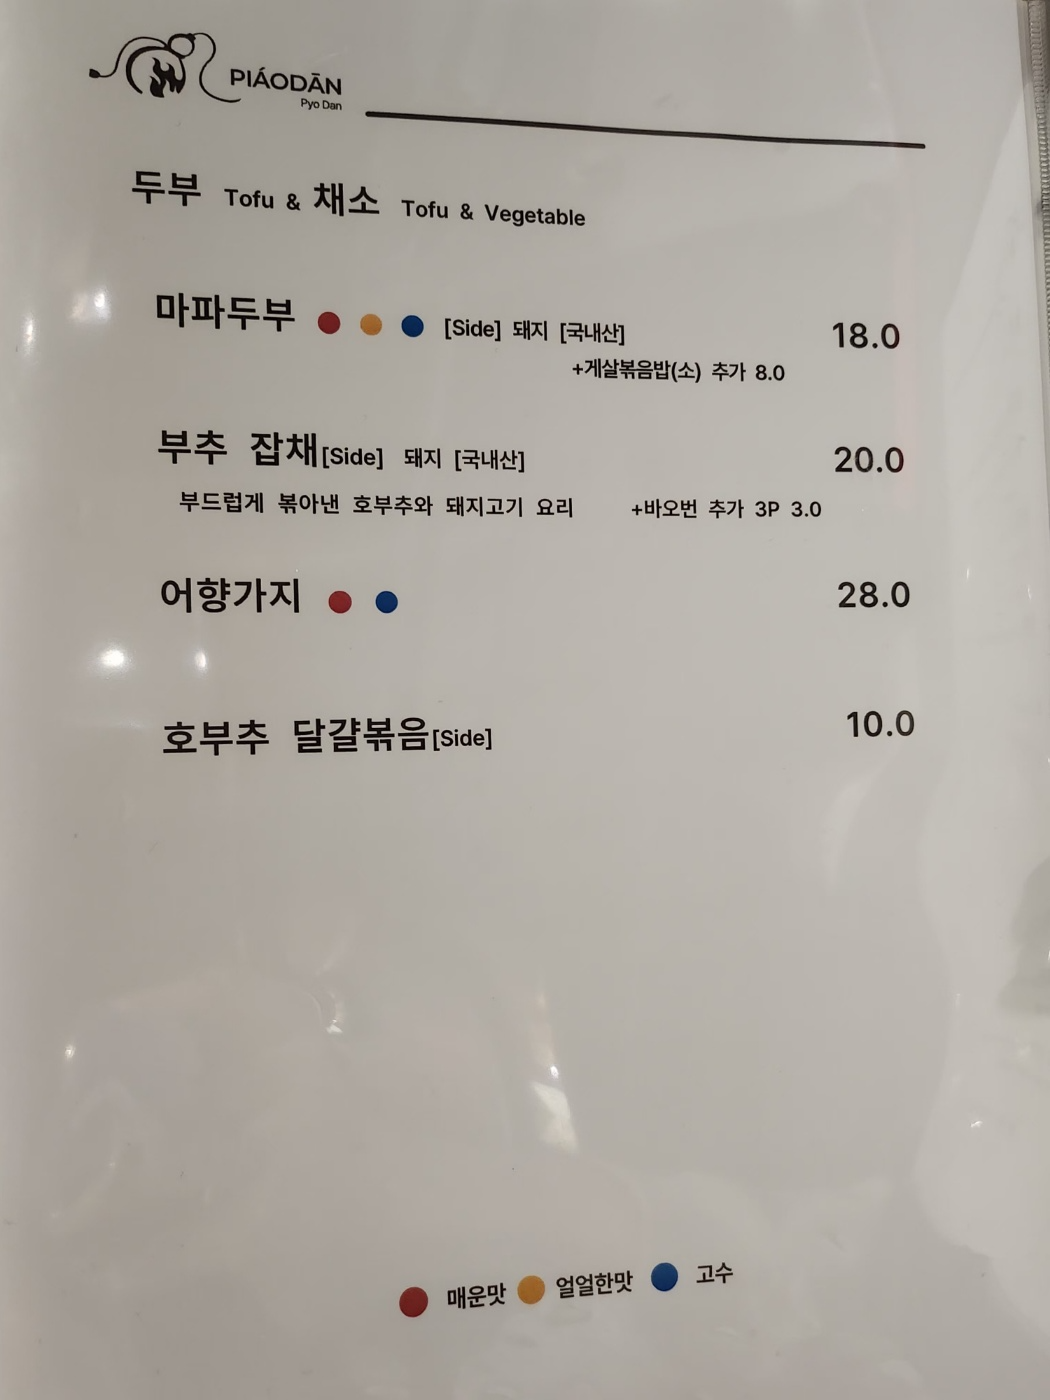 PIÁODĀN
Pyo Dan
두부 Tofu & 채소 Tofu & Vegetable
마파두부 [Side] 돼지 [국내산] 18.0
+게살볶음밥(소) 추가 8.0
부추 잡채[Side] 돼지 [국내산] 20.0
부드럽게 볶아낸 호부추와 돼지고기 요리 +바오번 추가 3P 3.0
어향가지 28.0
호부추 달걀볶음[Side] 10.0
매운맛 얼얼한맛 고수